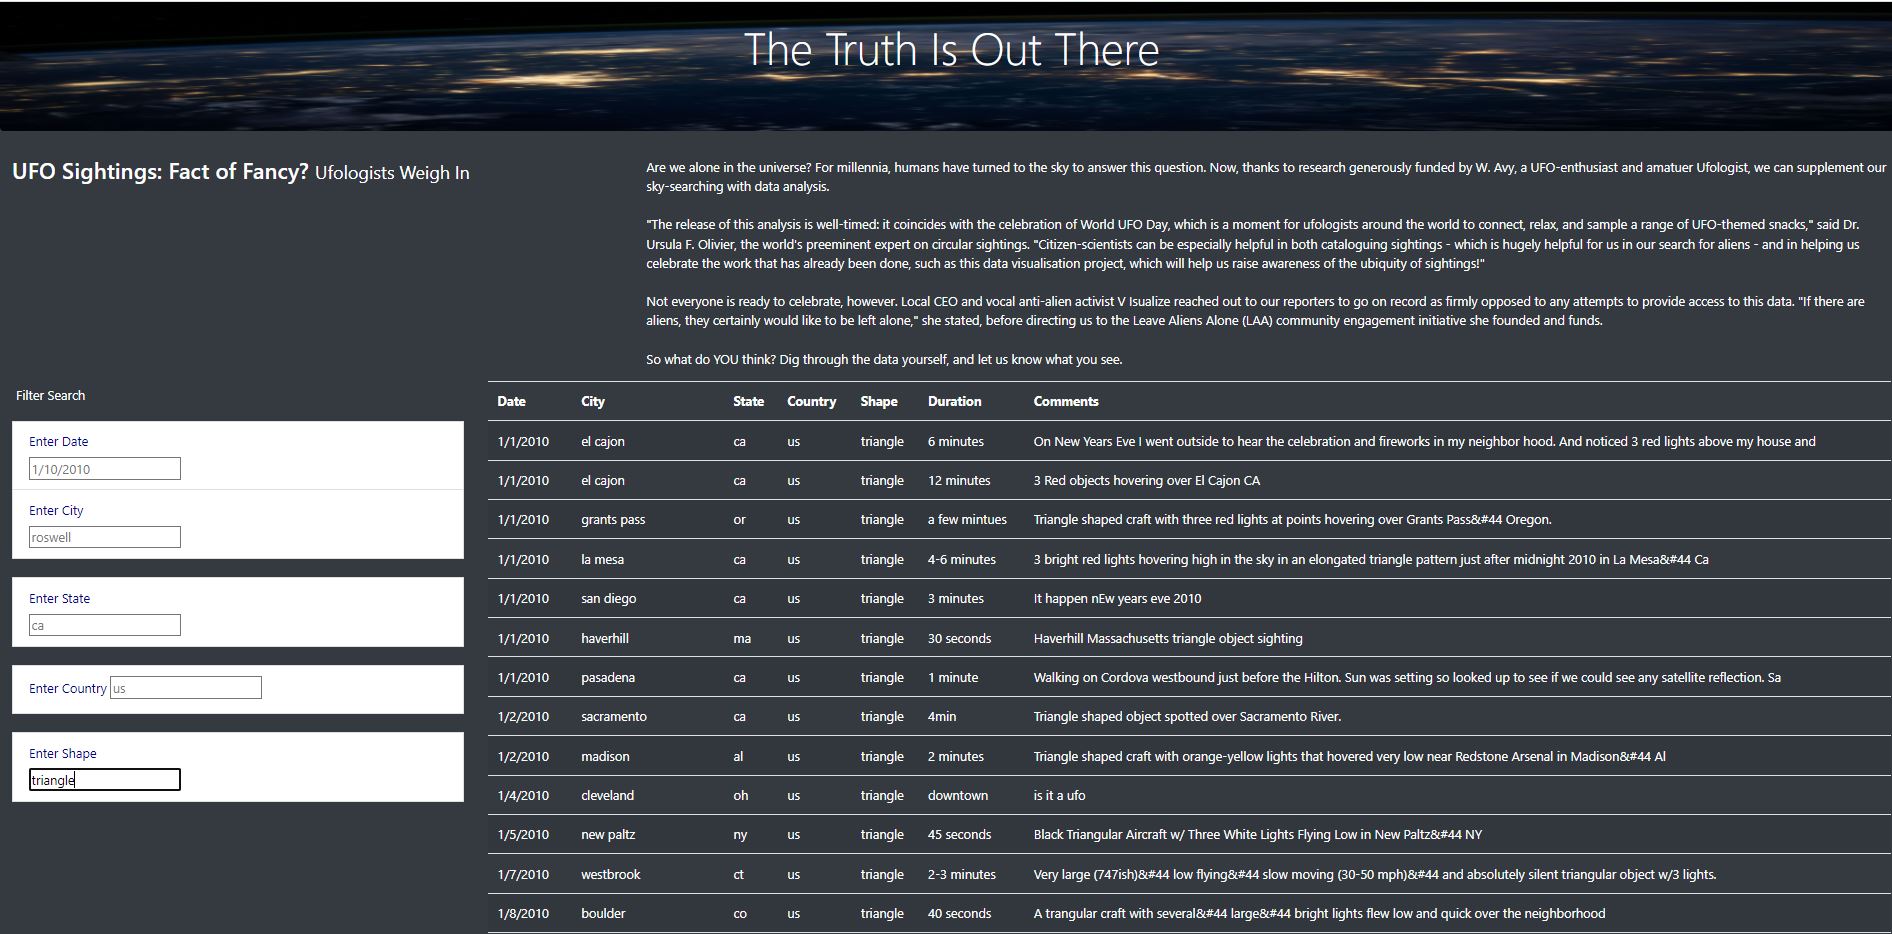 The Truth Is Out There
UFO Sightings: Fact of Fancy? Ufologists Weigh In
Are we alone in the universe? For millennia, humans have turned to the sky to answer this question. Now, thanks to research generously funded by W. Avy, a UFO-enthusiast and amatuer Ufologist, we can supplement our
sky-searching with data analysis.
"The release of this analysis is well-timed: it coincides with the celebration of World UFO Day, which is a moment for ufologists around the world to connect, relax, and sample a range of UFO-themed snacks," said Dr.
Ursula F. Olivier, the world's preeminent expert on circular sightings. "Citizen-scientists can be especially helpful in both cataloguing sightings - which is hugely helpful for us in our search for aliens - and in helping us
celebrate the work that has already been done, such as this data visualisation project, which will help us raise awareness of the ubiquity of sightings!"
Not everyone is ready to celebrate, however. Local CEO and vocal anti-alien activist V Isualize reached out to our reporters to go on record as firmly opposed to any attempts to provide access to this data. "If there are
aliens, they certainly would like to be left alone," she stated, before directing us to the Leave Aliens Alone (LAA) community engagement initiative she founded and funds.
So what do YOU think? Dig through the data yourself, and let us know what you see.
Filter Search
Enter Date
1/10/2010
Enter City
roswell
Enter State
ca
Enter Country us
Enter Shape
triangle
Date City State Country Shape Duration Comments
1/1/2010 el cajon ca us triangle 6 minutes On New Years Eve I went outside to hear the celebration and fireworks in my neighbor hood. And noticed 3 red lights above my house and
1/1/2010 el cajon ca us triangle 12 minutes 3 Red objects hovering over El Cajon CA
1/1/2010 grants pass or us triangle a few mintues Triangle shaped craft with three red lights at points hovering over Grants Pass&#44 Oregon.
1/1/2010 la mesa ca us triangle 4-6 minutes 3 bright red lights hovering high in the sky in an elongated triangle pattern just after midnight 2010 in La Mesa&#44 Ca
1/1/2010 san diego ca us triangle 3 minutes It happen nEw years eve 2010
1/1/2010 haverhill ma us triangle 30 seconds Haverhill Massachusetts triangle object sighting
1/1/2010 pasadena ca us triangle 1 minute Walking on Cordova westbound just before the Hilton. Sun was setting so looked up to see if we could see any satellite reflection. Sa
1/2/2010 sacramento ca us triangle 4min Triangle shaped object spotted over Sacramento River.
1/2/2010 madison al us triangle 2 minutes Triangle shaped craft with orange-yellow lights that hovered very low near Redstone Arsenal in Madison&#44 Al
1/4/2010 cleveland oh us triangle downtown is it a ufo
1/5/2010 new paltz ny us triangle 45 seconds Black Triangular Aircraft w/ Three White Lights Flying Low in New Paltz&#44 NY
1/7/2010 westbrook ct us triangle 2-3 minutes Very large (747ish)&#44 low flying&#44 slow moving (30-50 mph)&#44 and absolutely silent triangular object w/3 lights.
1/8/2010 boulder co us triangle 40 seconds A trangular craft with several&#44 large&#44 bright lights flew low and quick over the neighborhood